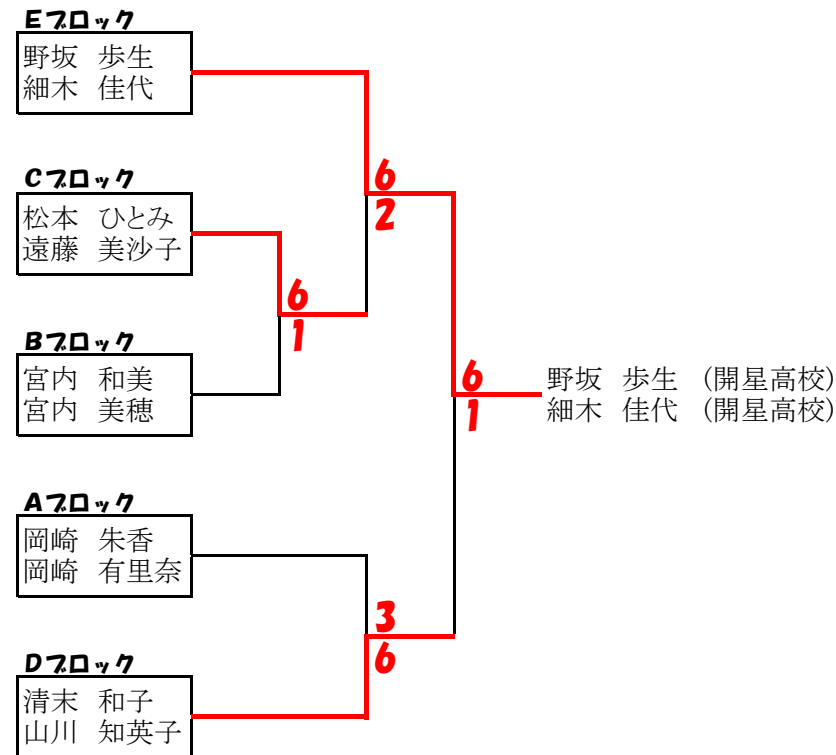 Eブロック
野坂 歩生
細木 佳代
Cブロック
松本 ひとみ
遠藤 美沙子
Bブロック
宮内 和美
宮内 美穂
Aブロック
岡崎 朱香
岡崎 有里奈
Dブロック
清末 和子
山川 知英子
6
1
6
2
3
6
6
1
野坂 歩生 (開星高校)
細木 佳代 (開星高校)